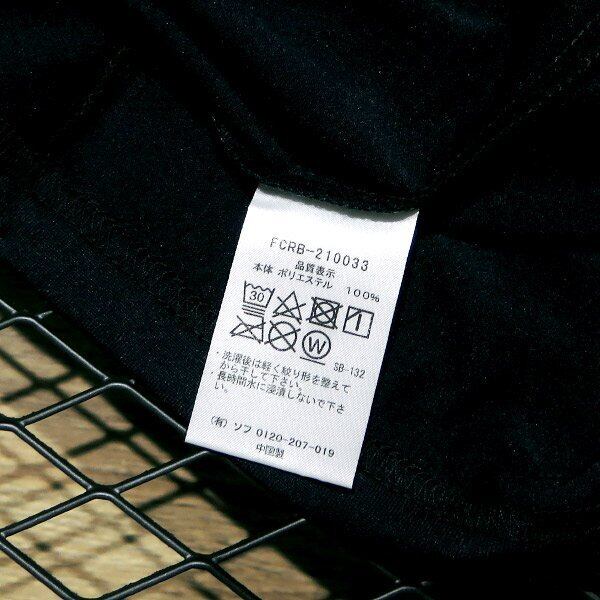 FCRB-210033
品質表示
本体 ポリエステル 100%
30
W
SB-132
・洗濯後は軽く絞り形を整えて
から干して下さい。
・長時間水に浸漬しないで下さ
い。
(有) ソフ 0120-207-019
中国製